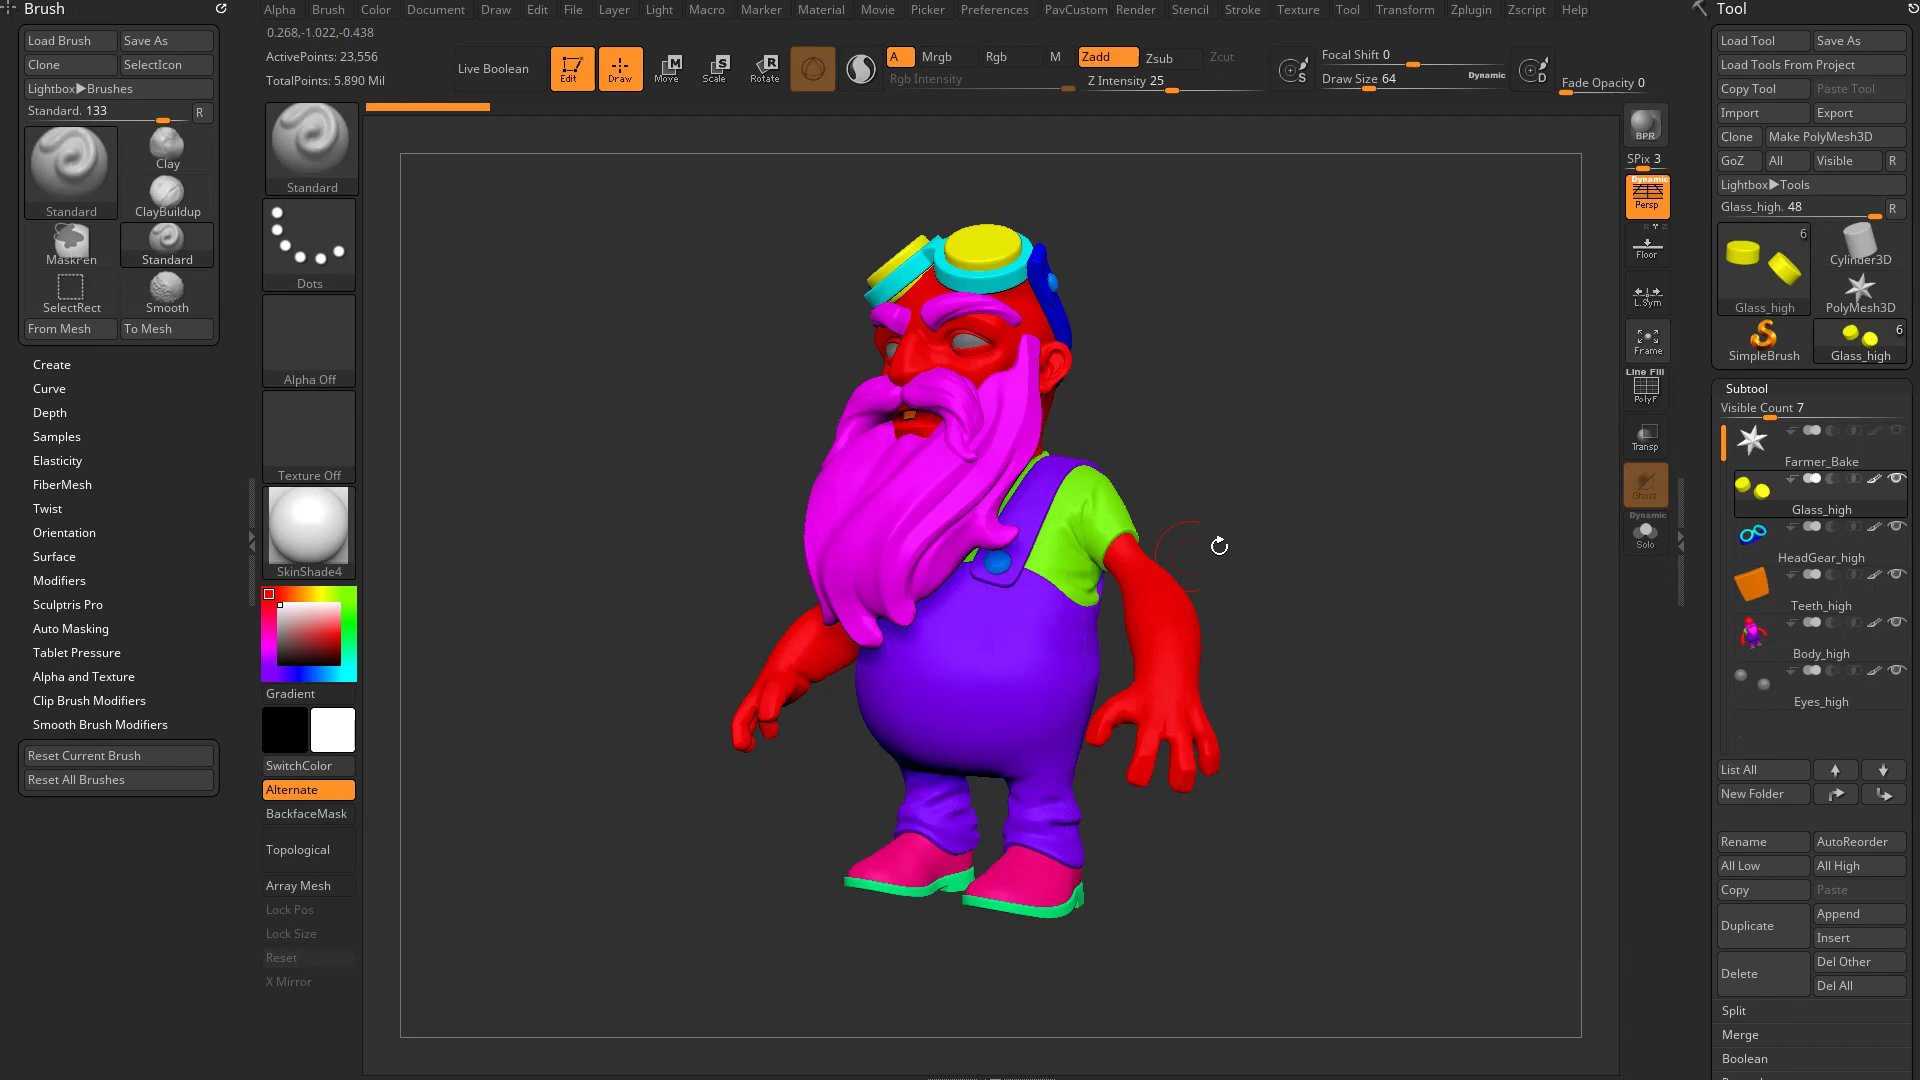 Brush
Load Brush
Save As
Clone
SelectIcon
Lightbox▶Brushes
Standard. 133
R
Standard
Clay
ClayBuildup
MaskPen
Standard
SelectRect
Smooth
From Mesh
To Mesh
Create
Curve
Depth
Samples
Elasticity
FiberMesh
Twist
Orientation
Surface
Modifiers
Sculptris Pro
Auto Masking
Tablet Pressure
Alpha and Texture
Clip Brush Modifiers
Smooth Brush Modifiers
Reset Current Brush
Reset All Brushes
Alpha Brush Color Document Draw Edit File Layer Light Macro Marker Material Movie Picker Preferences PavCustom Render Stencil Stroke Texture Tool Transform Zplugin Zscript Help
0.268,-1.022,-0.438
ActivePoints: 23,556
TotalPoints: 5.890 Mil
Live Boolean
Edit
Draw
M
Move
S
Scale
R
Rotate
A
Mrgb
Rgb
M
Zadd
Zsub
Zcut
Rgb Intensity
Z Intensity 25
S
Focal Shift 0
Draw Size 64
Dynamic
D
Fade Opacity 0
Standard
Dots
Alpha Off
Texture Off
SkinShade4
Gradient
SwitchColor
Alternate
BackfaceMask
Topological
Array Mesh
Lock Pos
Lock Size
Reset
X Mirror
BPR
SPix 3
Dynamic
Persp
Floor
L.Sym
Frame
Line Fill
PolyF
Transp
Ghost
Dynamic
Solo
Tool
Load Tool
Save As
Load Tools From Project
Copy Tool
Paste Tool
Import
Export
Clone
Make PolyMesh3D
GoZ
All
Visible
R
Lightbox▶Tools
Glass_high. 48
R
6
Glass_high
Cylinder3D
PolyMesh3D
SimpleBrush
6
Glass_high
Subtool
Visible Count 7
Farmer_Bake
Glass_high
HeadGear_high
Teeth_high
Body_high
Eyes_high
List All
New Folder
Rename
AutoReorder
All Low
All High
Copy
Paste
Duplicate
Append
Insert
Delete
Del Other
Del All
Split
Merge
Boolean